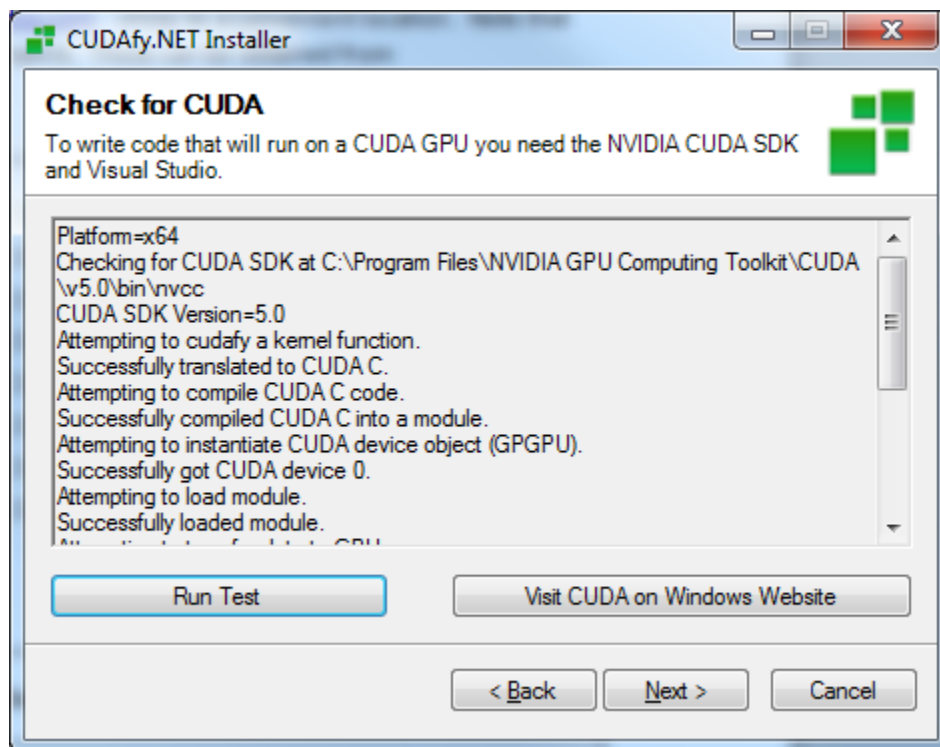 CUDAfy.NET Installer
Check for CUDA
To write code that will run on a CUDA GPU you need the NVIDIA CUDA SDK
and Visual Studio.
Platform=x64
Checking for CUDA SDK at C:\Program Files\NVIDIA GPU Computing Toolkit\CUDA
\v5.0\bin\nvcc
CUDA SDK Version=5.0
Attempting to cudafy a kernel function.
Successfully translated to CUDA C.
Attempting to compile CUDA C code.
Successfully compiled CUDA C into a module.
Attempting to instantiate CUDA device object (GPGPU).
Successfully got CUDA device 0.
Attempting to load module.
Successfully loaded module.
Run Test
Visit CUDA on Windows Website
< Back
Next >
Cancel